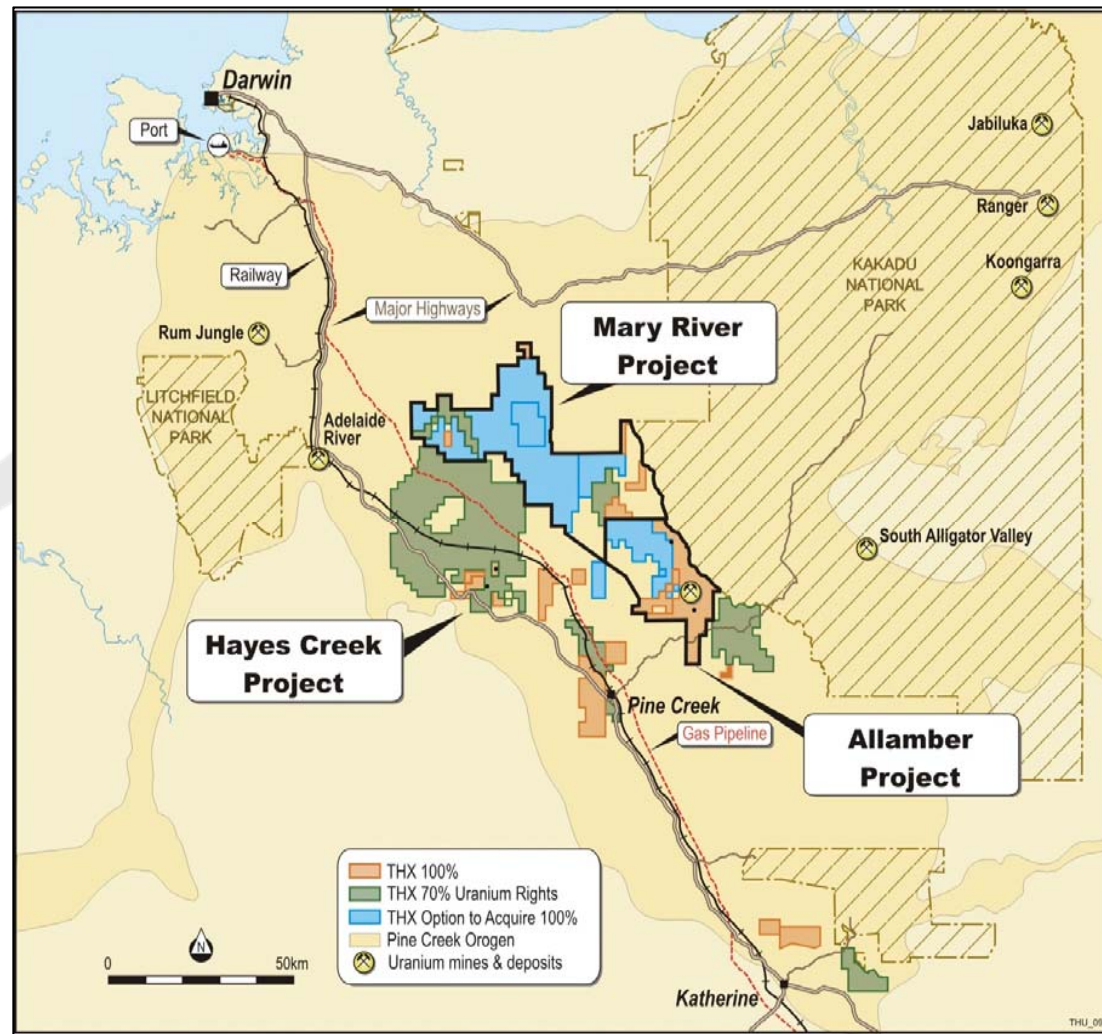 Darwin
Port
Jabiluka
Ranger
Koongarra
KAKADU
NATIONAL
PARK
Railway
Major Highways
Rum Jungle
Mary River
Project
LITCHFIELD
NATIONAL
PARK
Adelaide
River
South Alligator Valley
Hayes Creek
Project
Pine Creek
Gas Pipeline
Allamber
Project
THX 100%
THX 70% Uranium Rights
THX Option to Acquire 100%
Pine Creek Orogen
Uranium mines & deposits
N
0 50km
Katherine
THU_09